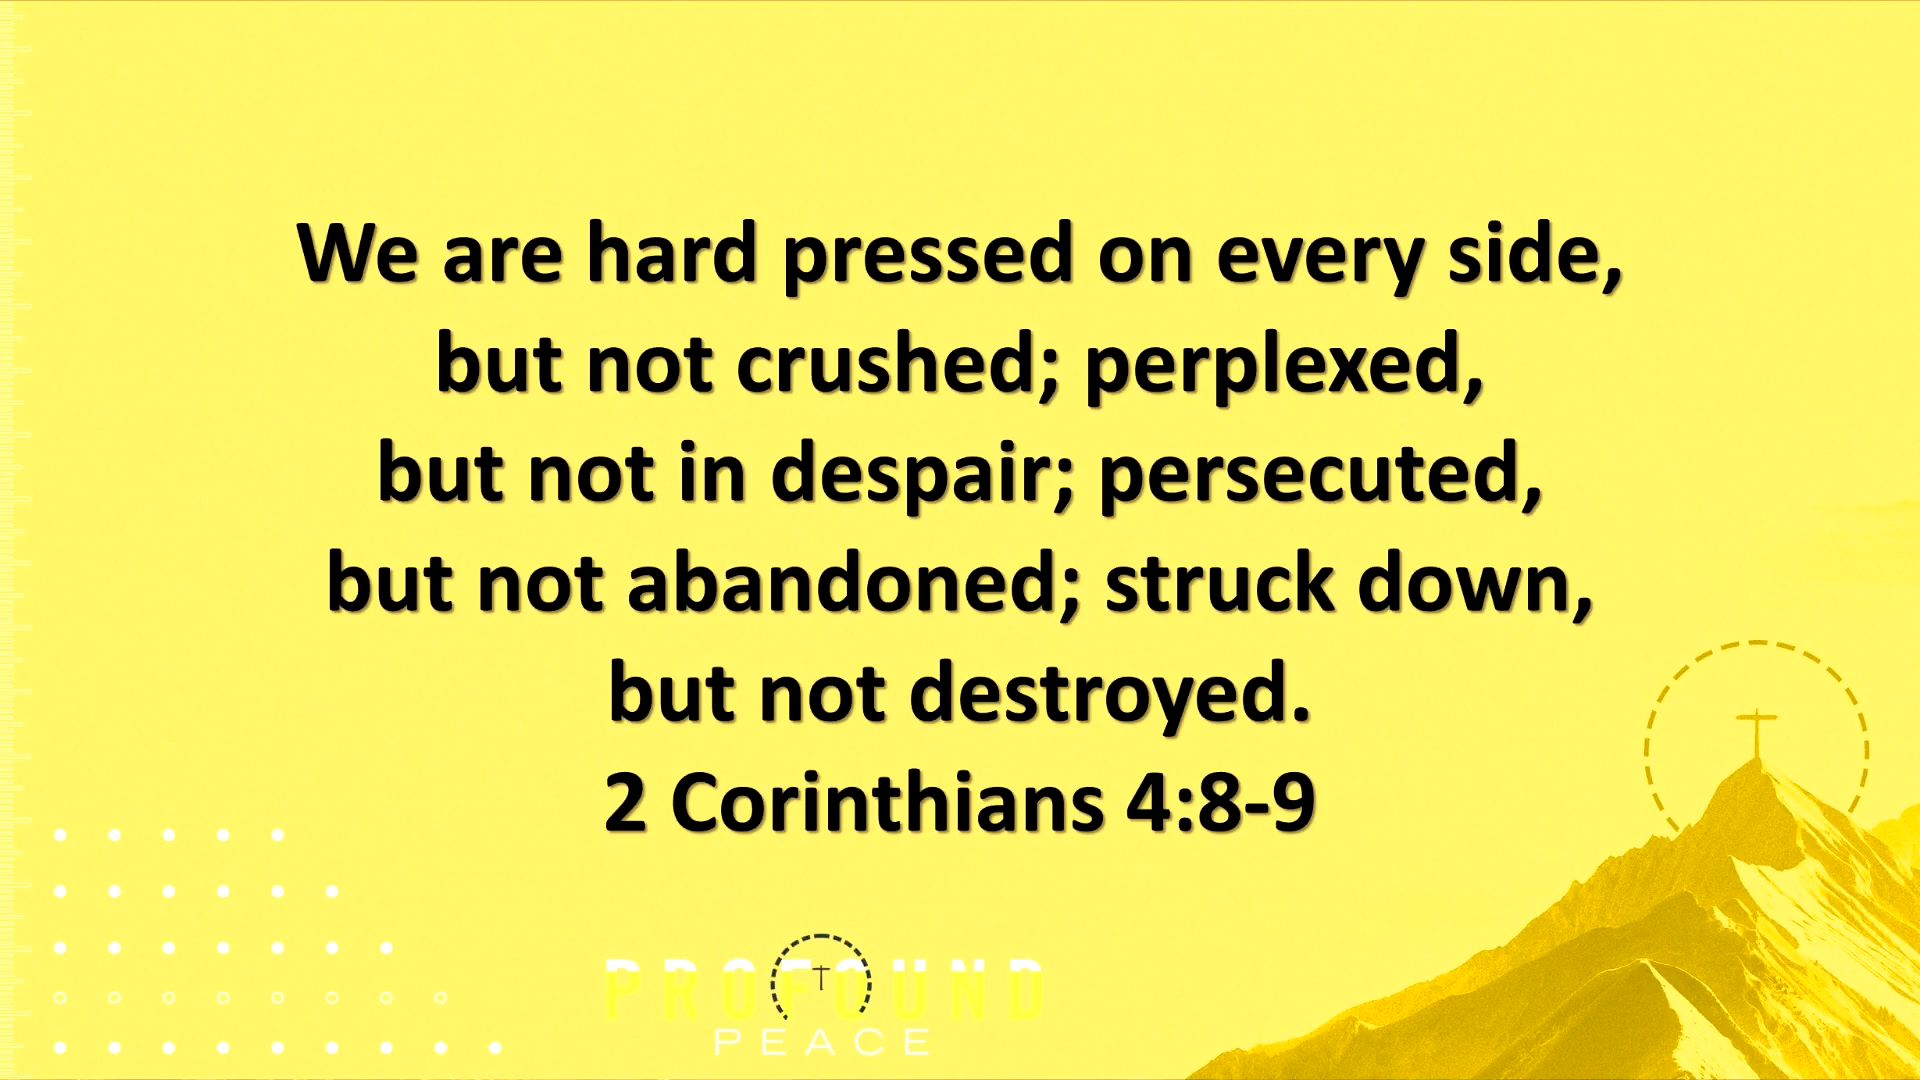 We are hard pressed on every side,
but not crushed; perplexed,
but not in despair; persecuted,
but not abandoned; struck down,
but not destroyed.
2 Corinthians 4:8-9
PROFOUND
PEACE